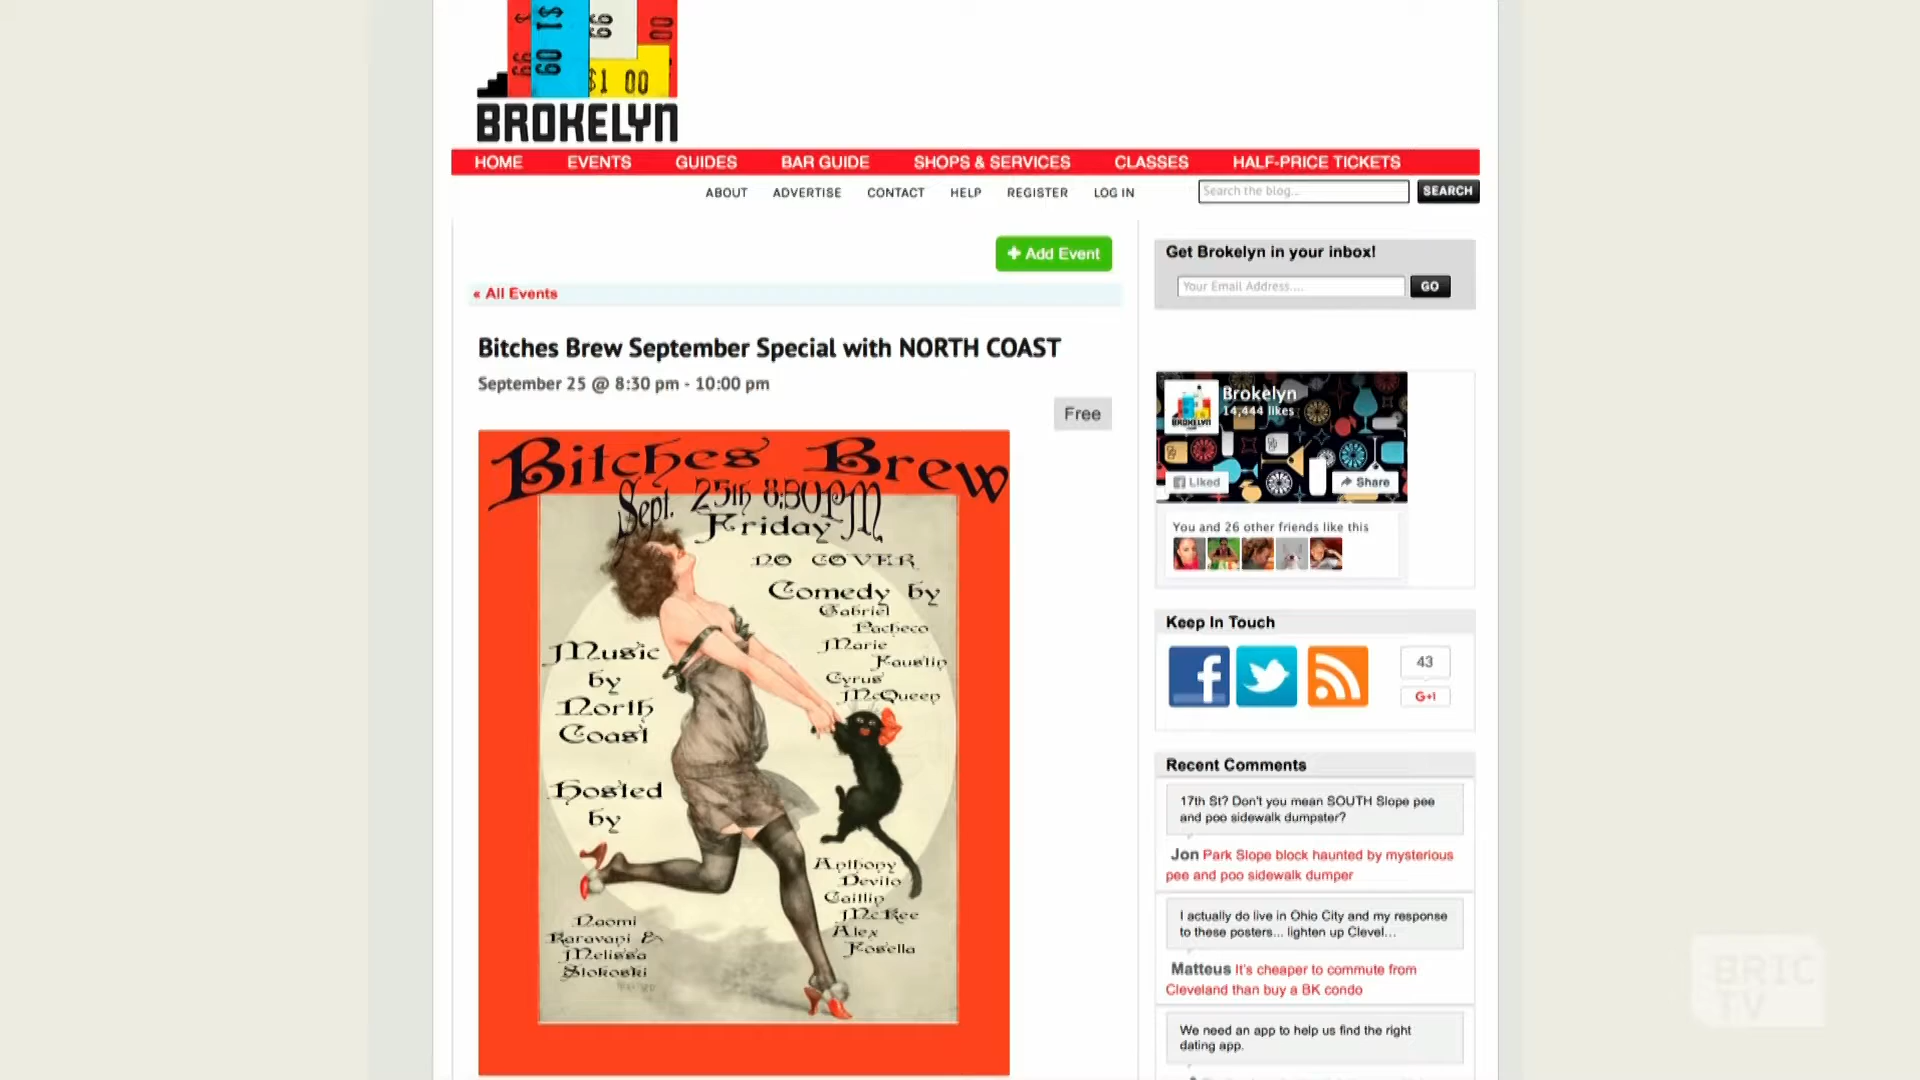 $1 00
BROKELYN
HOME EVENTS GUIDES BAR GUIDE SHOPS & SERVICES CLASSES HALF-PRICE TICKETS
ABOUT ADVERTISE CONTACT HELP REGISTER LOG IN Search the blog... SEARCH
+ Add Event
« All Events
Bitches Brew September Special with NORTH COAST
September 25 @ 8:30 pm - 10:00 pm
Free
Bitches Brew
Sept. 25th 8:30PM
Friday
NO COVER
Comedy by
Gabriel
Pacheco
Marie
Faustin
Cyrus
McQueen
Music
by
North
Coast
Hosted
by
Anthony
Devito
Caitlin
McKee
Alex
Naomi
Karavani &
Melissa
Stokoski
Get Brokelyn in your inbox!
Your Email Address.... GO
Brokelyn
14,444 likes
BROKELYN
Liked Share
You and 26 other friends like this
Keep In Touch
43
G+1
Recent Comments
17th St? Don't you mean SOUTH Slope pee
and poo sidewalk dumpster?
Jon Park Slope block haunted by mysterious
pee and poo sidewalk dumper
I actually do live in Ohio City and my response
to these posters... lighten up Clevel...
Matteus It's cheaper to commute from
Cleveland than buy a BK condo
We need an app to help us find the right
dating app.
BRIC
TV